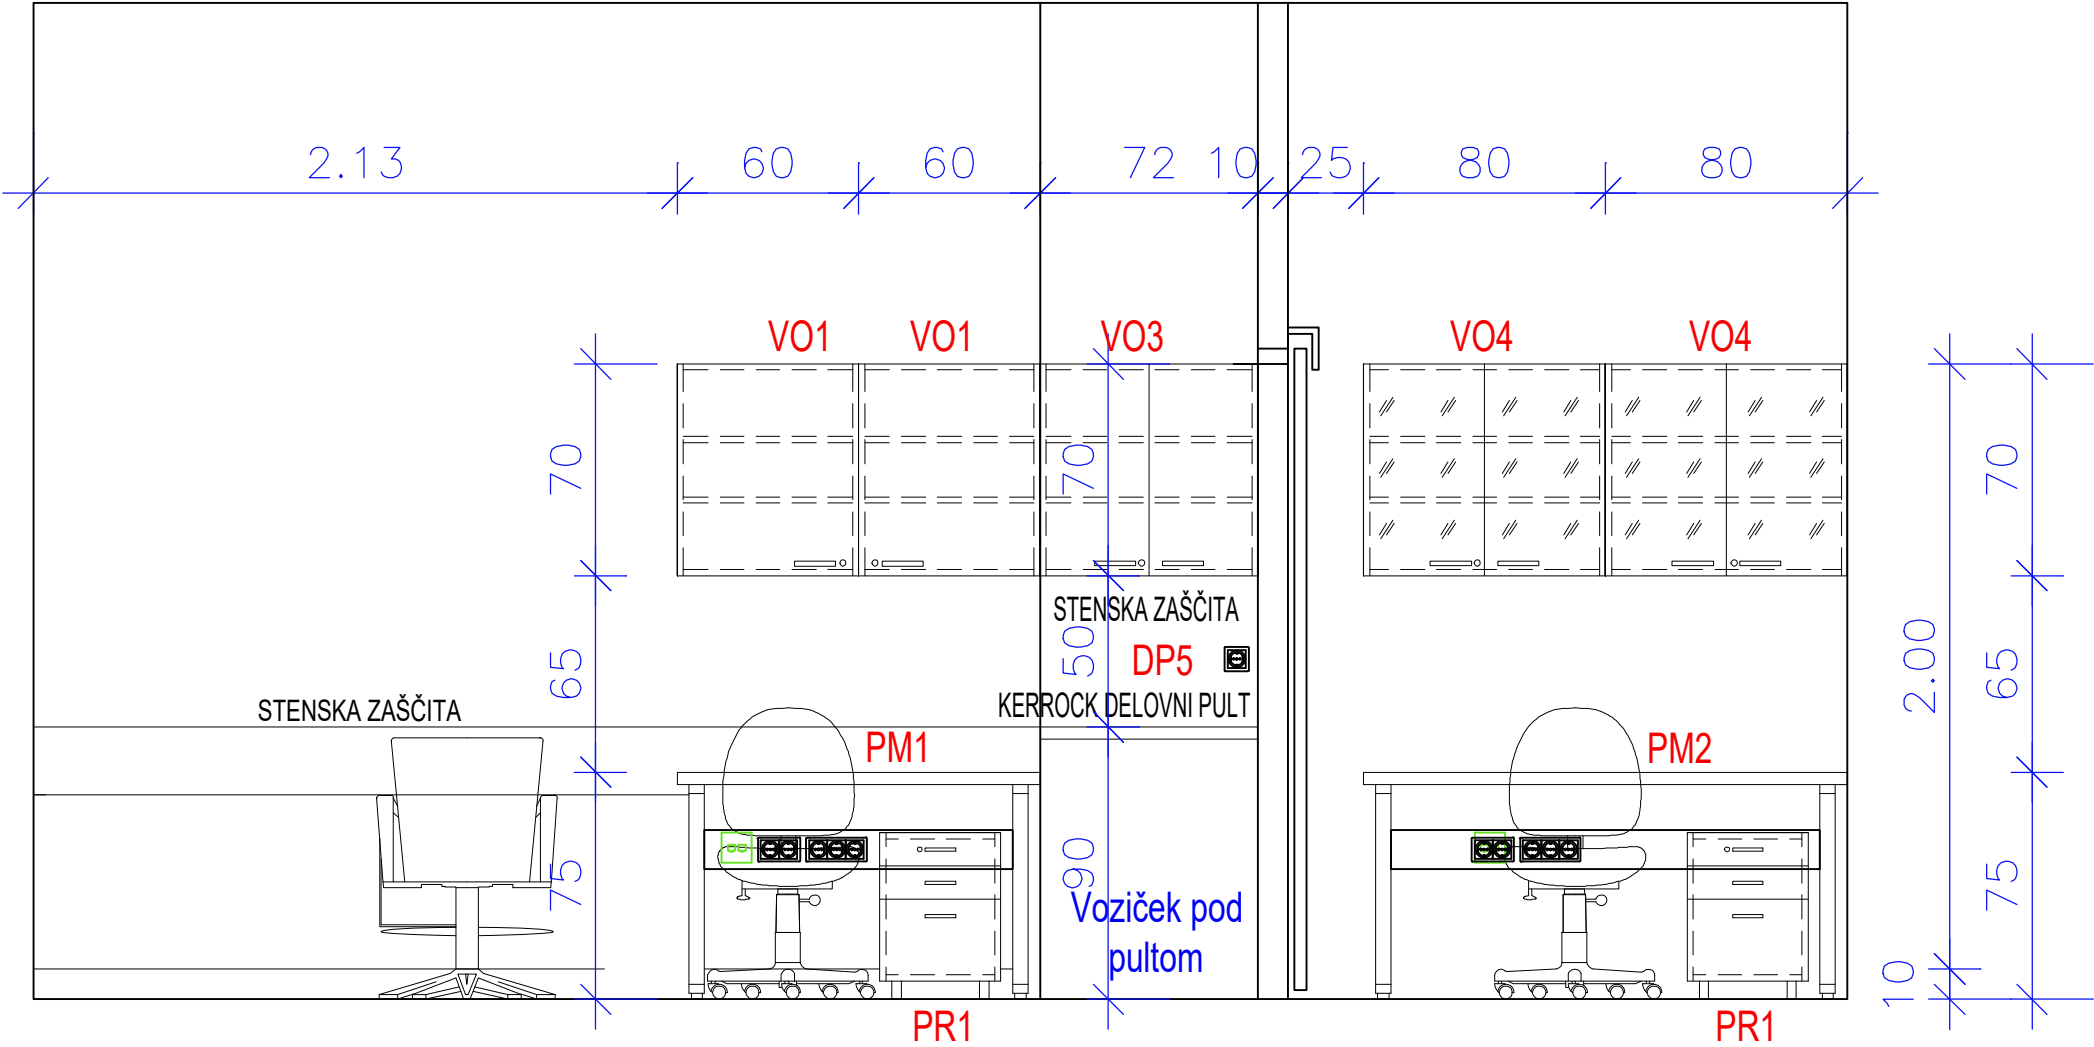 2.13
60
60
72
10
25
80
80
VO1
VO1
VO3
VO4
VO4
70
70
70
STENSKA ZAŠČITA
65
50
DP5
2.00
65
STENSKA ZAŠČITA
KERROCK DELOVNI PULT
PM1
PM2
75
90
75
Voziček pod
pultom
10
PR1
PR1